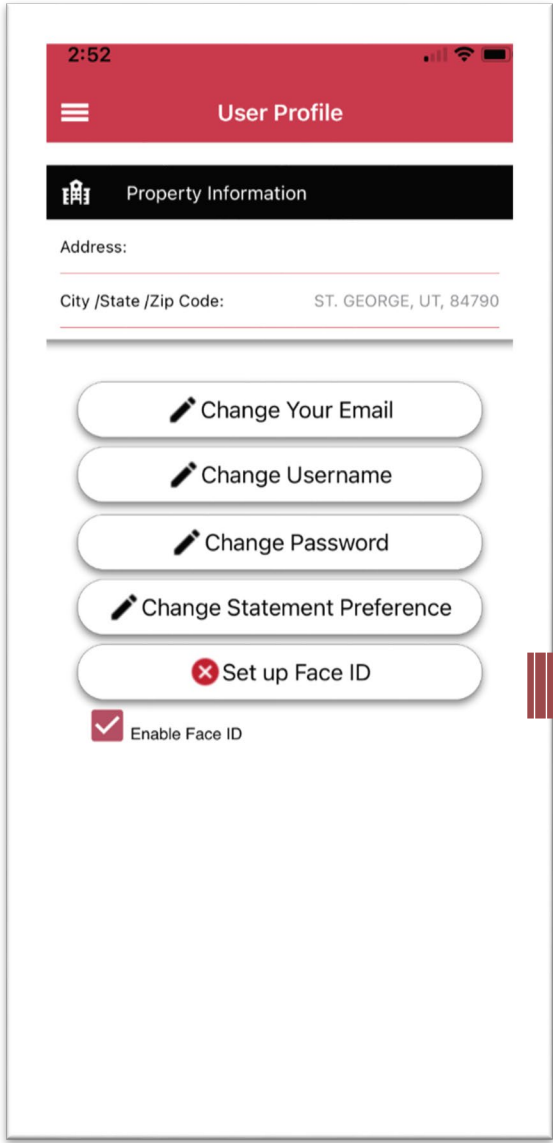 2:52
User Profile
Property Information
Address:
City /State /Zip Code: ST. GEORGE, UT, 84790
Change Your Email
Change Username
Change Password
Change Statement Preference
Set up Face ID
Enable Face ID